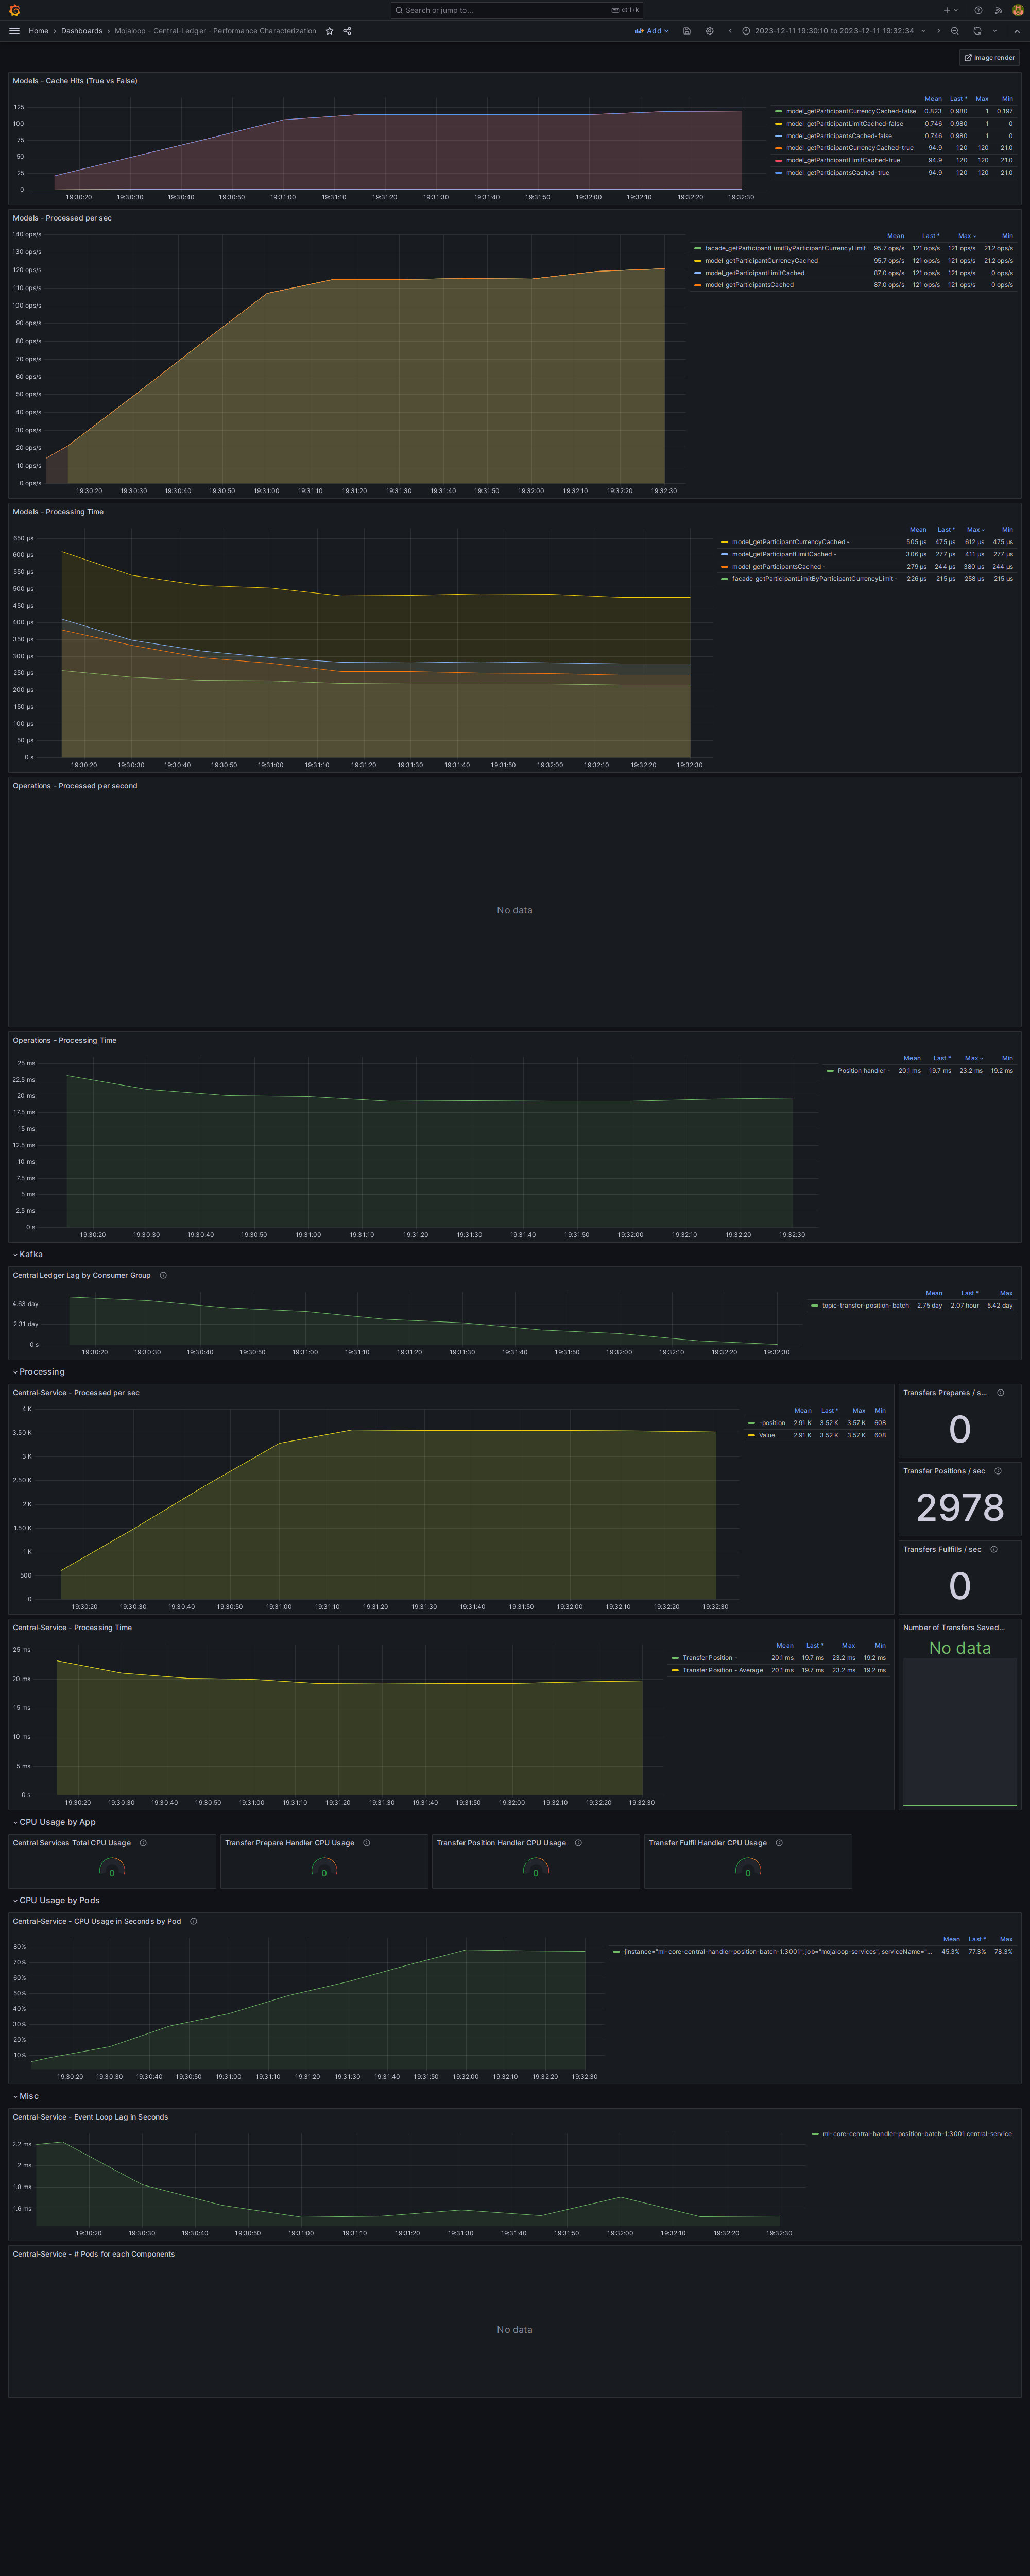 Search or jump to...
ctrl+k
Home › Dashboards › Mojaloop - Central-Ledger - Performance Characterization
Add
2023-12-11 19:30:10 to 2023-12-11 19:32:34
Image render
Models - Cache Hits (True vs False)
125
100
75
50
25
0
19:30:20 19:30:30 19:30:40 19:30:50 19:31:00 19:31:10 19:31:20 19:31:30 19:31:40 19:31:50 19:32:00 19:32:10 19:32:20 19:32:30
Mean Last * Max Min
model_getParticipantCurrencyCached-false 0.823 0.980 1 0.197
model_getParticipantLimitCached-false 0.746 0.980 1 0
model_getParticipantsCached-false 0.746 0.980 1 0
model_getParticipantCurrencyCached-true 94.9 120 120 21.0
model_getParticipantLimitCached-true 94.9 120 120 21.0
model_getParticipantsCached-true 94.9 120 120 21.0
Models - Processed per sec
140 ops/s
130 ops/s
120 ops/s
110 ops/s
100 ops/s
90 ops/s
80 ops/s
70 ops/s
60 ops/s
50 ops/s
40 ops/s
30 ops/s
20 ops/s
10 ops/s
0 ops/s
19:30:20 19:30:30 19:30:40 19:30:50 19:31:00 19:31:10 19:31:20 19:31:30 19:31:40 19:31:50 19:32:00 19:32:10 19:32:20 19:32:30
Mean Last * Max Min
facade_getParticipantLimitByParticipantCurrencyLimit 95.7 ops/s 121 ops/s 121 ops/s 21.2 ops/s
model_getParticipantCurrencyCached 95.7 ops/s 121 ops/s 121 ops/s 21.2 ops/s
model_getParticipantLimitCached 87.0 ops/s 121 ops/s 121 ops/s 0 ops/s
model_getParticipantsCached 87.0 ops/s 121 ops/s 121 ops/s 0 ops/s
Models - Processing Time
650 µs
600 µs
550 µs
500 µs
450 µs
400 µs
350 µs
300 µs
250 µs
200 µs
150 µs
100 µs
50 µs
0 s
19:30:20 19:30:30 19:30:40 19:30:50 19:31:00 19:31:10 19:31:20 19:31:30 19:31:40 19:31:50 19:32:00 19:32:10 19:32:20 19:32:30
Mean Last * Max Min
model_getParticipantCurrencyCached - 505 µs 475 µs 612 µs 475 µs
model_getParticipantLimitCached - 306 µs 277 µs 411 µs 277 µs
model_getParticipantsCached - 279 µs 244 µs 380 µs 244 µs
facade_getParticipantLimitByParticipantCurrencyLimit - 226 µs 215 µs 258 µs 215 µs
Operations - Processed per second
No data
Operations - Processing Time
25 ms
22.5 ms
20 ms
17.5 ms
15 ms
12.5 ms
10 ms
7.5 ms
5 ms
2.5 ms
0 s
19:30:20 19:30:30 19:30:40 19:30:50 19:31:00 19:31:10 19:31:20 19:31:30 19:31:40 19:31:50 19:32:00 19:32:10 19:32:20 19:32:30
Mean Last * Max Min
Position handler - 20.1 ms 19.7 ms 23.2 ms 19.2 ms
Kafka
Central Ledger Lag by Consumer Group
4.63 day
2.31 day
0 s
19:30:20 19:30:30 19:30:40 19:30:50 19:31:00 19:31:10 19:31:20 19:31:30 19:31:40 19:31:50 19:32:00 19:32:10 19:32:20 19:32:30
Mean Last * Max
topic-transfer-position-batch 2.75 day 2.07 hour 5.42 day
Processing
Central-Service - Processed per sec
4 K
3.50 K
3 K
2.50 K
2 K
1.50 K
1 K
500
0
19:30:20 19:30:30 19:30:40 19:30:50 19:31:00 19:31:10 19:31:20 19:31:30 19:31:40 19:31:50 19:32:00 19:32:10 19:32:20 19:32:30
Mean Last * Max Min
-position 2.91 K 3.52 K 3.57 K 608
Value 2.91 K 3.52 K 3.57 K 608
Transfers Prepares / s...
0
Transfer Positions / sec
2978
Transfers Fullfills / sec
0
Central-Service - Processing Time
25 ms
20 ms
15 ms
10 ms
5 ms
0 s
19:30:20 19:30:30 19:30:40 19:30:50 19:31:00 19:31:10 19:31:20 19:31:30 19:31:40 19:31:50 19:32:00 19:32:10 19:32:20 19:32:30
Mean Last * Max Min
Transfer Position - 20.1 ms 19.7 ms 23.2 ms 19.2 ms
Transfer Position - Average 20.1 ms 19.7 ms 23.2 ms 19.2 ms
Number of Transfers Saved...
No data
CPU Usage by App
Central Services Total CPU Usage
0
Transfer Prepare Handler CPU Usage
0
Transfer Position Handler CPU Usage
0
Transfer Fulfil Handler CPU Usage
0
CPU Usage by Pods
Central-Service - CPU Usage in Seconds by Pod
80%
70%
60%
50%
40%
30%
20%
10%
19:30:20 19:30:30 19:30:40 19:30:50 19:31:00 19:31:10 19:31:20 19:31:30 19:31:40 19:31:50 19:32:00 19:32:10 19:32:20 19:32:30
Mean Last * Max
{instance="ml-core-central-handler-position-batch-1:3001", job="mojaloop-services", serviceName="... 45.3% 77.3% 78.3%
Misc
Central-Service - Event Loop Lag in Seconds
2.2 ms
2 ms
1.8 ms
1.6 ms
19:30:20 19:30:30 19:30:40 19:30:50 19:31:00 19:31:10 19:31:20 19:31:30 19:31:40 19:31:50 19:32:00 19:32:10 19:32:20 19:32:30
ml-core-central-handler-position-batch-1:3001 central-service
Central-Service - # Pods for each Components
No data